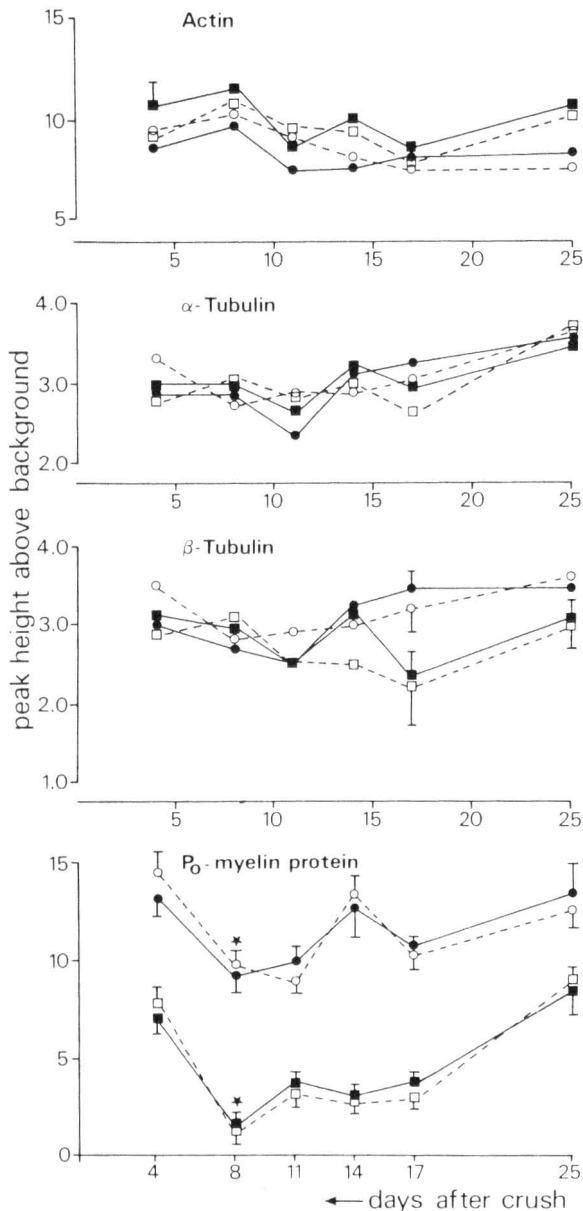 Actin
15
10
5
5 10 15 20 25
α-Tubulin
4.0
3.0
2.0
5 10 15 20 25
peak height above background
β-Tubulin
4.0
3.0
2.0
1.0
5 10 15 20 25
P₀-myelin protein
15
10
5
0
4 8 11 14 17 25
← days after crush